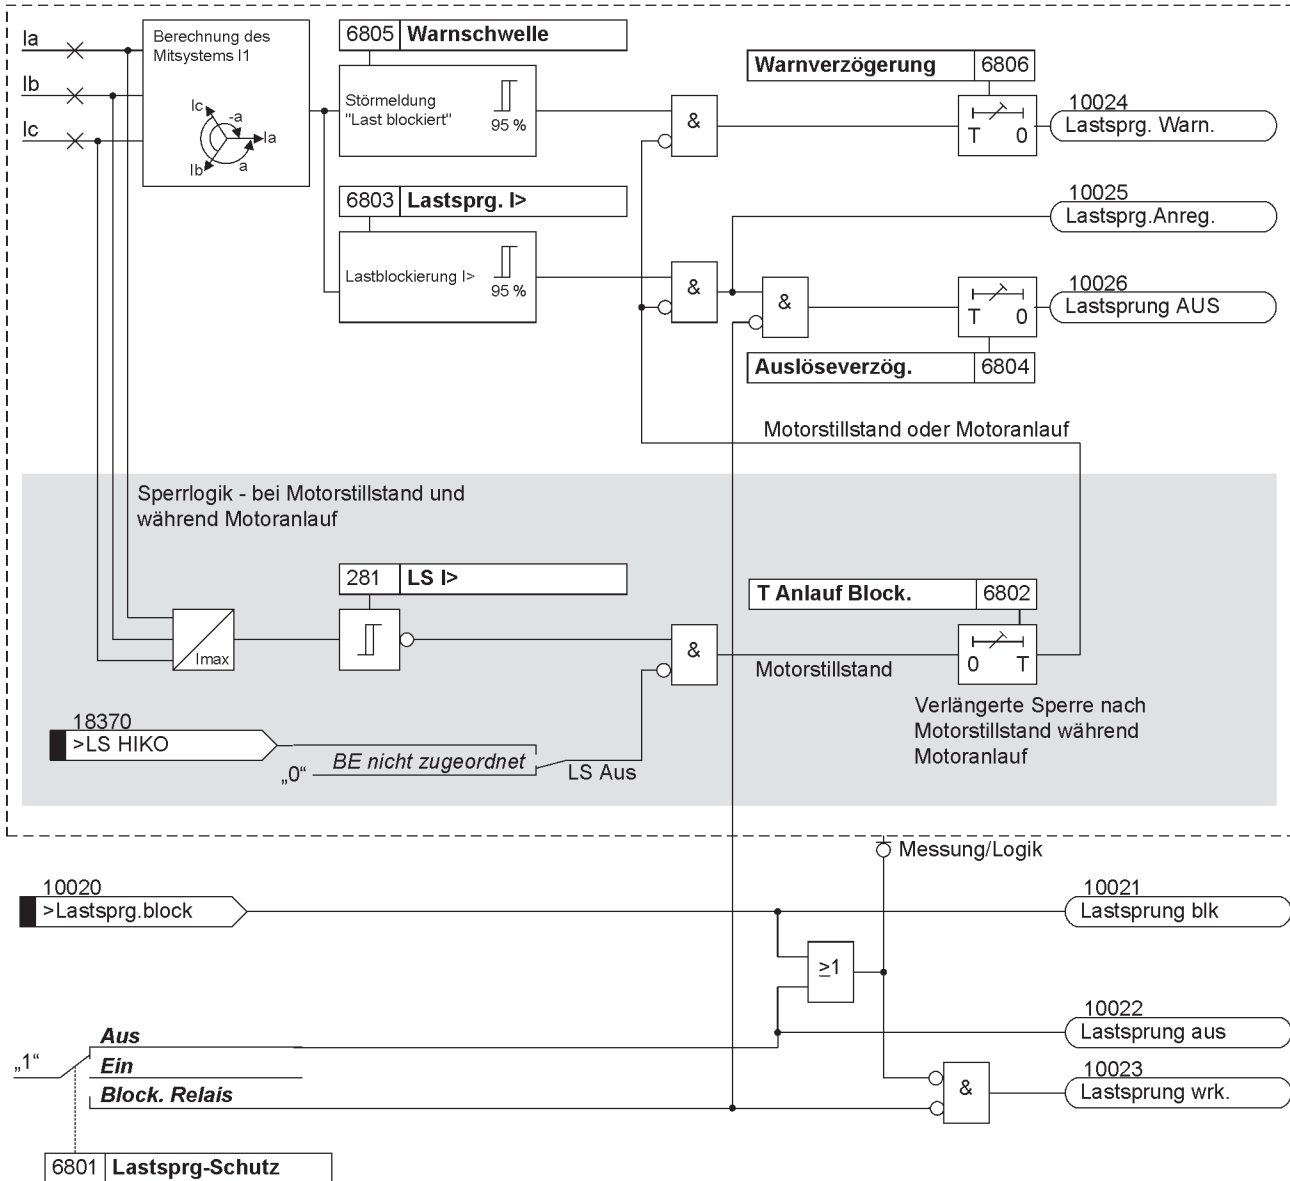 Ia
Ib
Ic
Berechnung des
Mitsystems I1
Ic
-a
Ia
Ib
a
6805 Warnschwelle
Störmeldung
"Last blockiert"
95 %
&
Warnverzögerung 6806
T 0
10024
Lastsprg. Warn.
6803 Lastsprg. I>
Lastblockierung I>
95 %
&
&
10025
Lastsprg.Anreg.
T 0
10026
Lastsprung AUS
Auslöseverzög. 6804
Motorstillstand oder Motoranlauf
Sperrlogik - bei Motorstillstand und
während Motoranlauf
281 LS I>
Imax
&
Motorstillstand
T Anlauf Block. 6802
0 T
Verlängerte Sperre nach
Motorstillstand während
Motoranlauf
18370
>LS HIKO
„0“
BE nicht zugeordnet
LS Aus
Messung/Logik
10020
>Lastsprg.block
10021
Lastsprung blk
≥1
10022
Lastsprung aus
„1“
Aus
Ein
Block. Relais
&
10023
Lastsprung wrk.
6801 Lastsprg-Schutz